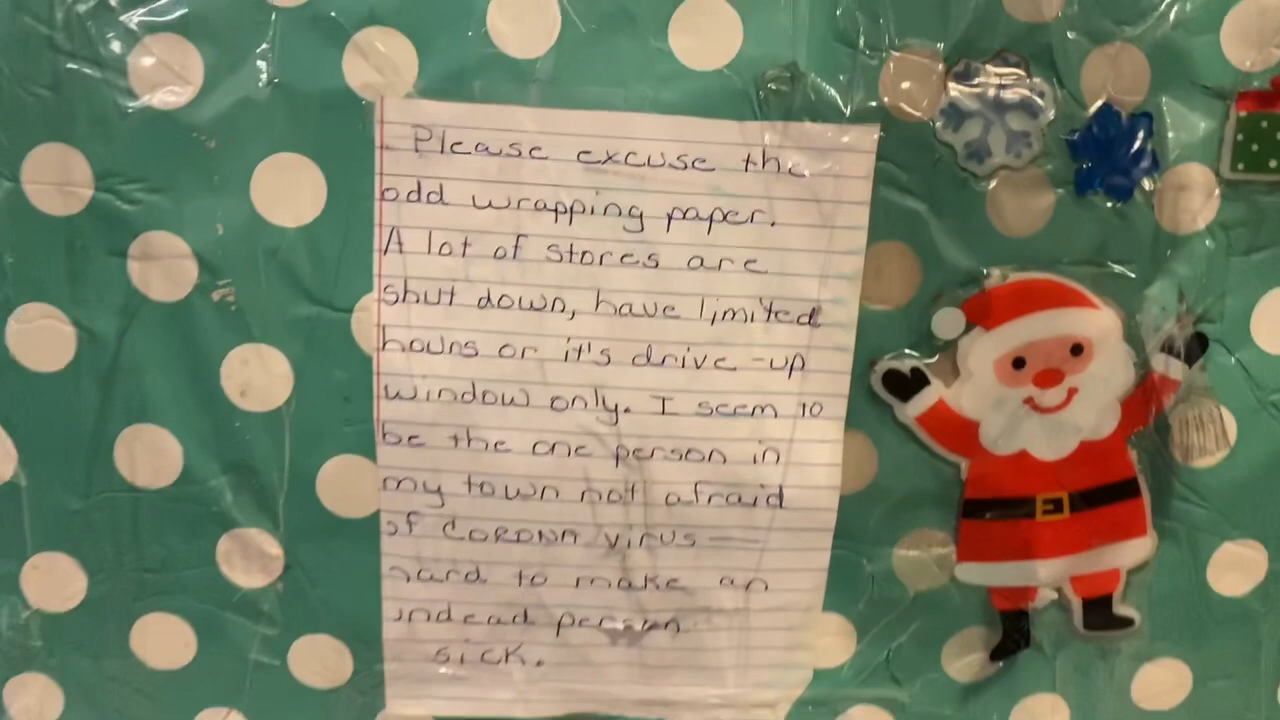 Please excuse the
odd wrapping paper.
A lot of stores are
shut down, have limited
hours or it's drive-up
window only. I seem to
be the one person in
my town not afraid
of CORONA virus—
hard to make an
undead person
sick.